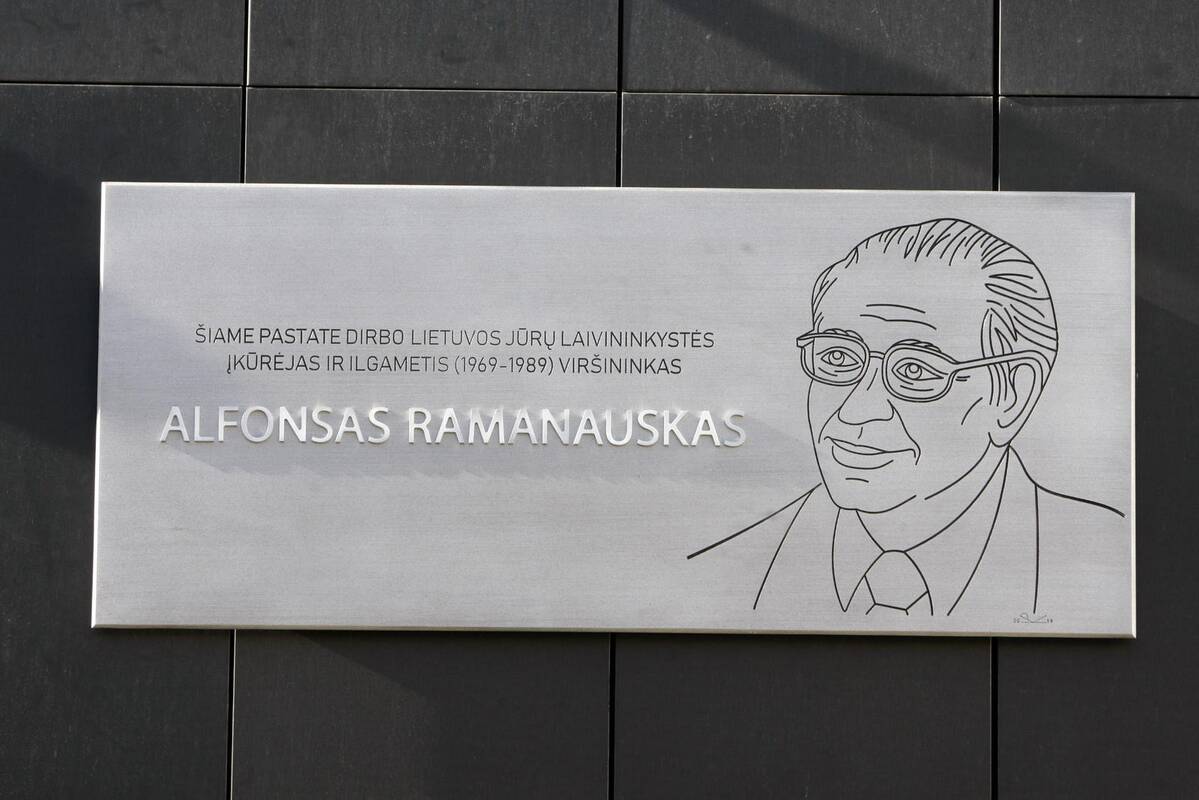 ŠIAME PASTATE DIRBO LIETUVOS JŪRŲ LAIVININKYSTĖS
ĮKŪRĖJAS IR ILGAMETIS (1969-1989) VIRŠININKAS
ALFONSAS RAMANAUSKAS